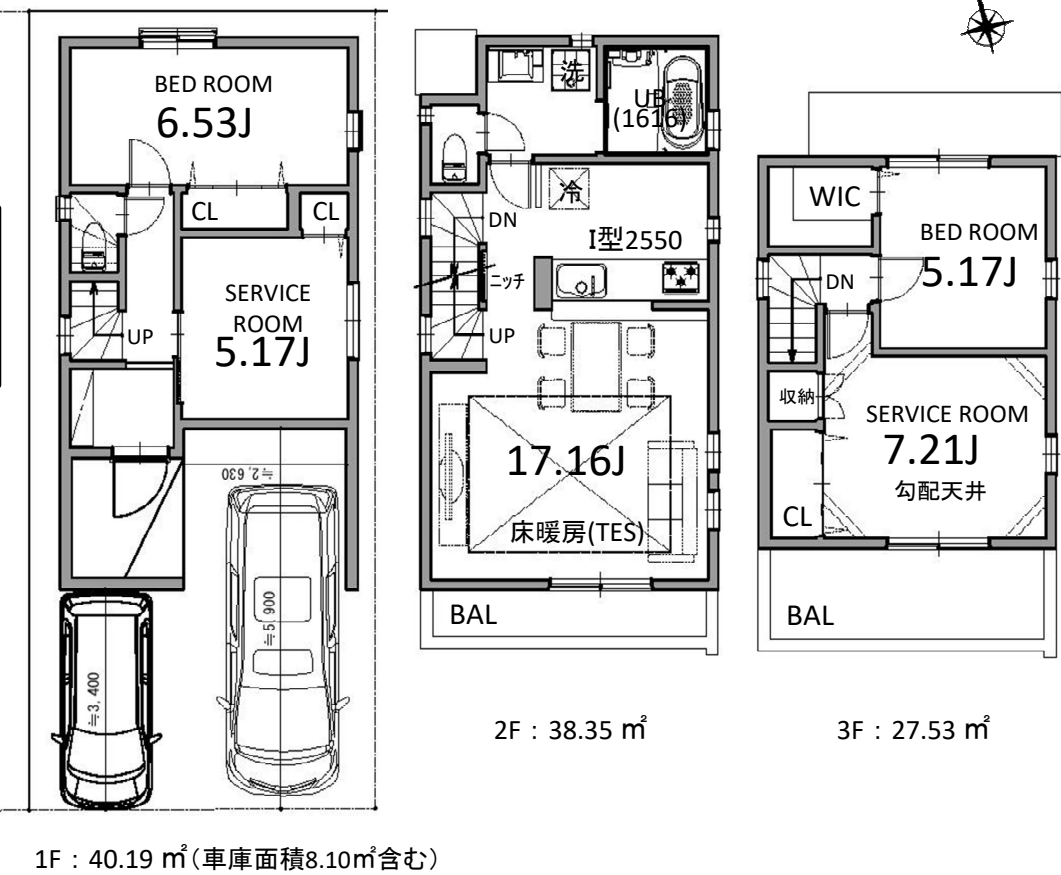 BED ROOM
6.53J
CL
CL
SERVICE
ROOM
5.17J
UP
≒2,630
≒5,900
≒3,400
1F：40.19 ㎡（車庫面積8.10㎡含む）
洗
UB
(1616)
冷
DN
I型2550
ニッチ
UP
17.16J
床暖房(TES)
BAL
2F：38.35 ㎡
WIC
BED ROOM
5.17J
DN
収納
SERVICE ROOM
7.21J
勾配天井
CL
BAL
3F：27.53 ㎡